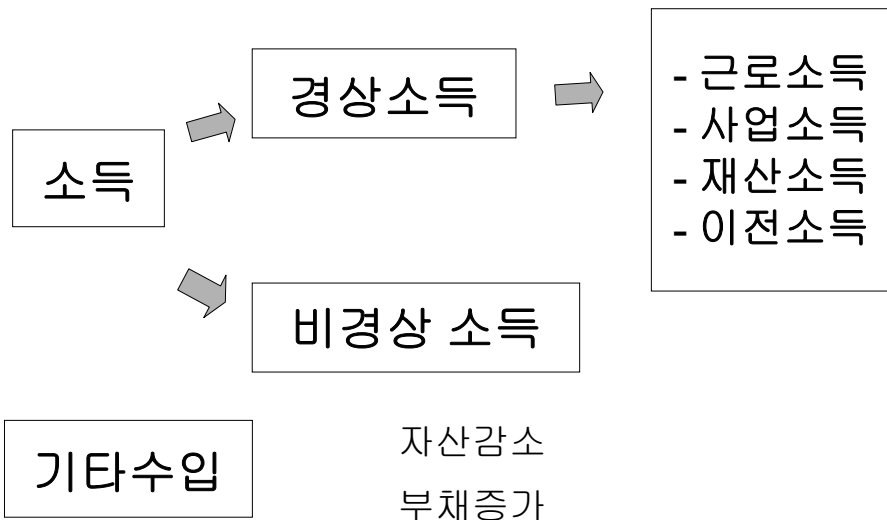 소득
경상소득
- 근로소득
- 사업소득
- 재산소득
- 이전소득
비경상 소득
기타수입
자산감소
부채증가